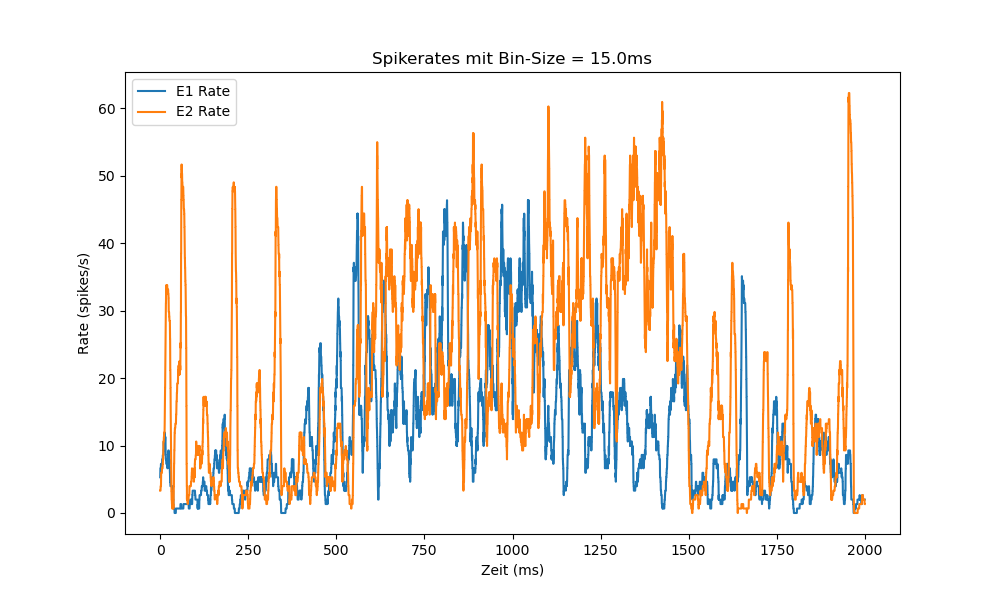 Spikerates mit Bin-Size = 15.0ms
E1 Rate
E2 Rate
Rate (spikes/s)
60
50
40
30
20
10
0
0 250 500 750 1000 1250 1500 1750 2000
Zeit (ms)